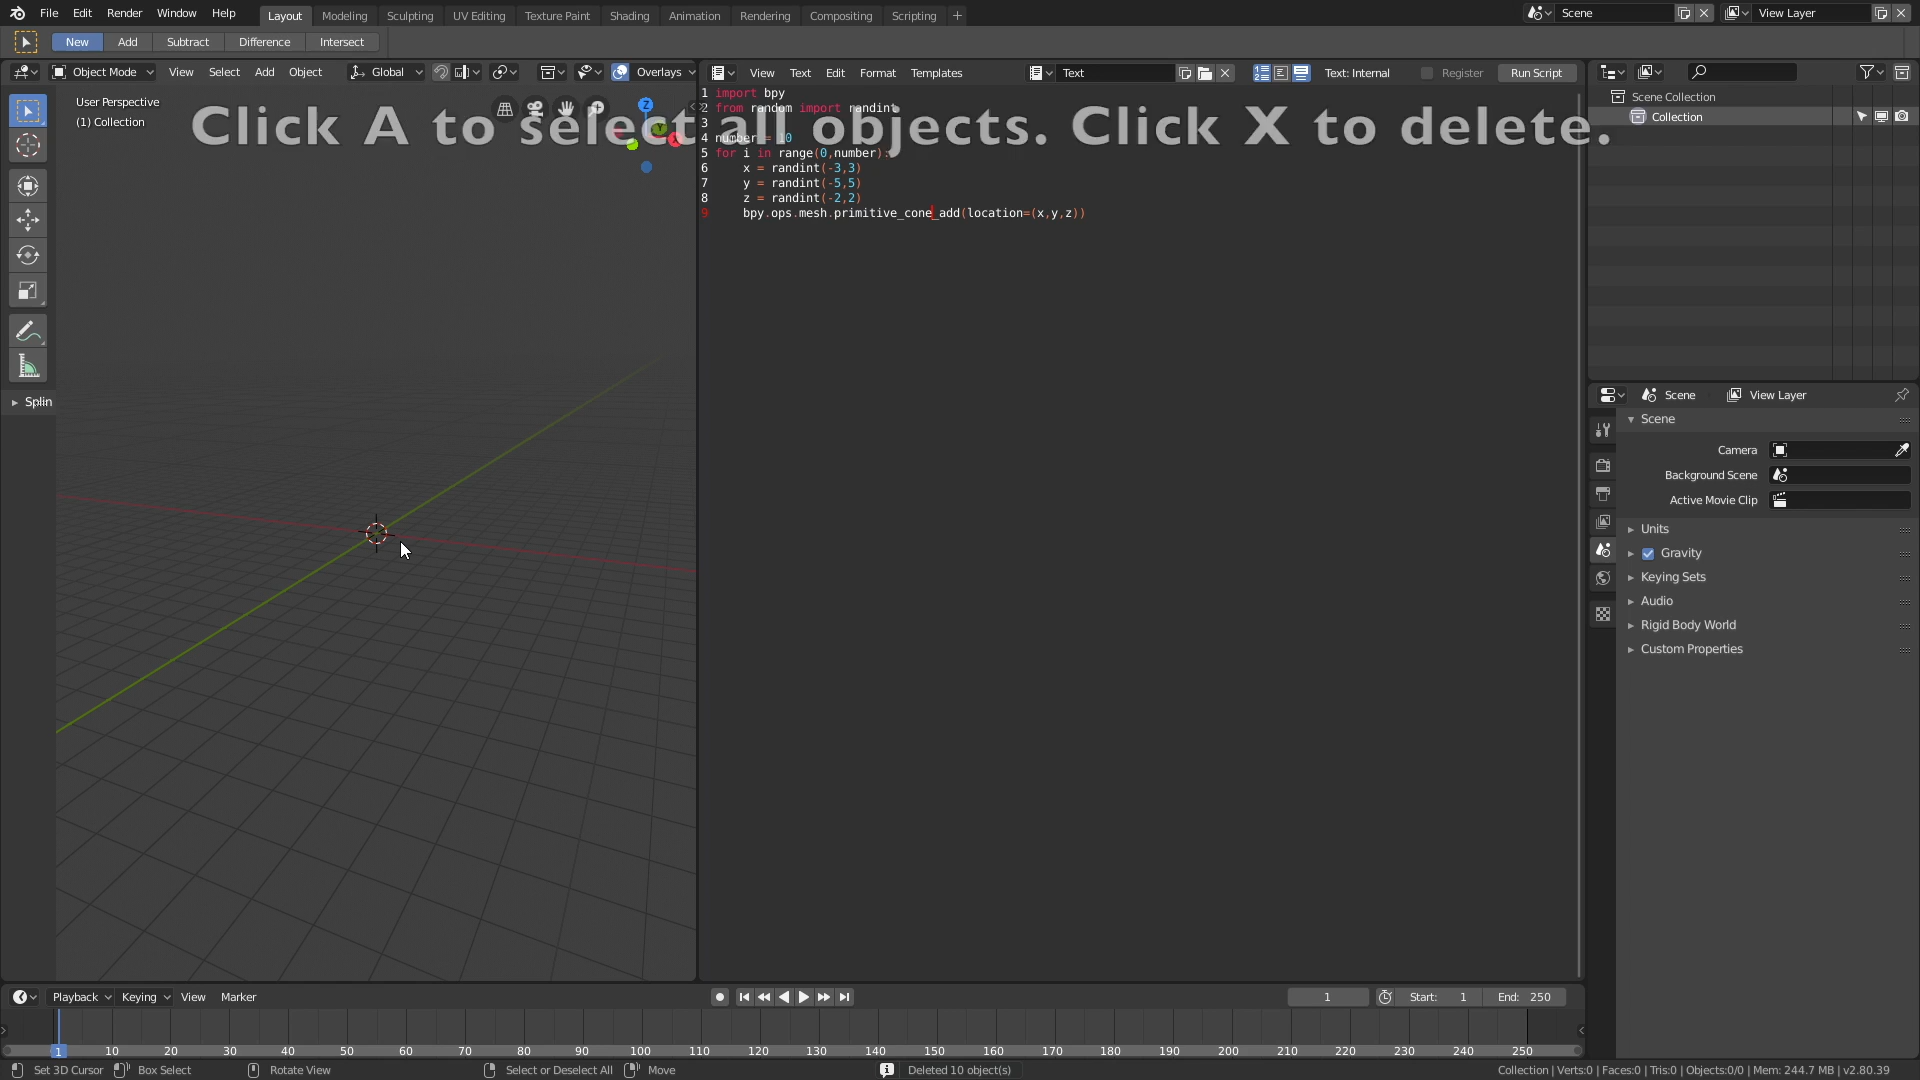 File Edit Render Window Help Layout Modeling Sculpting UV Editing Texture Paint Shading Animation Rendering Compositing Scripting + Scene View Layer
New Add Subtract Difference Intersect
Object Mode View Select Add Object Global Overlays
View Text Edit Format Templates Text Text: Internal Register Run Script
User Perspective
(1) Collection
Click A to select all objects. Click X to delete.
Z
Y
X
Splin
1 import bpy
2 from random import randint
3
4 number = 10
5 for i in range(0,number):
6 x = randint(-3,3)
7 y = randint(-5,5)
8 z = randint(-2,2)
9 bpy.ops.mesh.primitive_cone_add(location=(x,y,z))
Scene Collection
Collection
Scene View Layer
Scene
Camera
Background Scene
Active Movie Clip
Units
Gravity
Keying Sets
Audio
Rigid Body World
Custom Properties
Playback Keying View Marker 1 Start: 1 End: 250
1 10 20 30 40 50 60 70 80 90 100 110 120 130 140 150 160 170 180 190 200 210 220 230 240 250
Set 3D Cursor Box Select Rotate View Select or Deselect All Move Deleted 10 object(s) Collection | Verts:0 | Faces:0 | Tris:0 | Objects:0/0 | Mem: 244.7 MB | v2.80.39